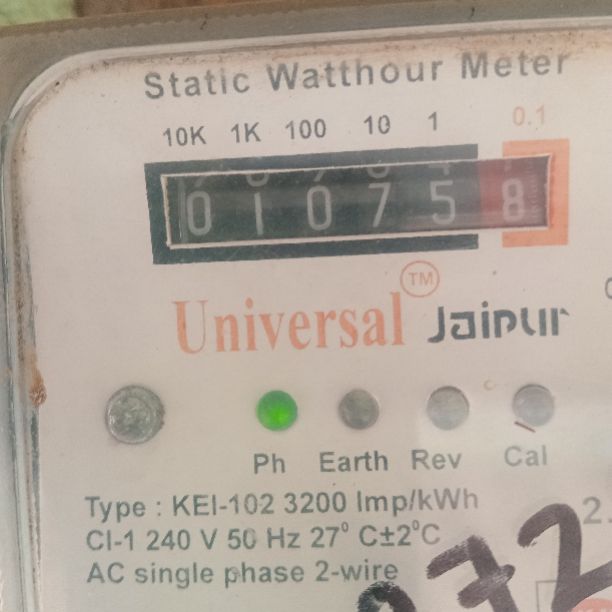 Static Watthour Meter
10K 1K 100 10 1 0.1
0 1 0 7 5 8
Universal TM Jaipur
Ph Earth Rev Cal
Type : KEI-102 3200 Imp/kWh
Cl-1 240 V 50 Hz 27° C±2°C
AC single phase 2-wire